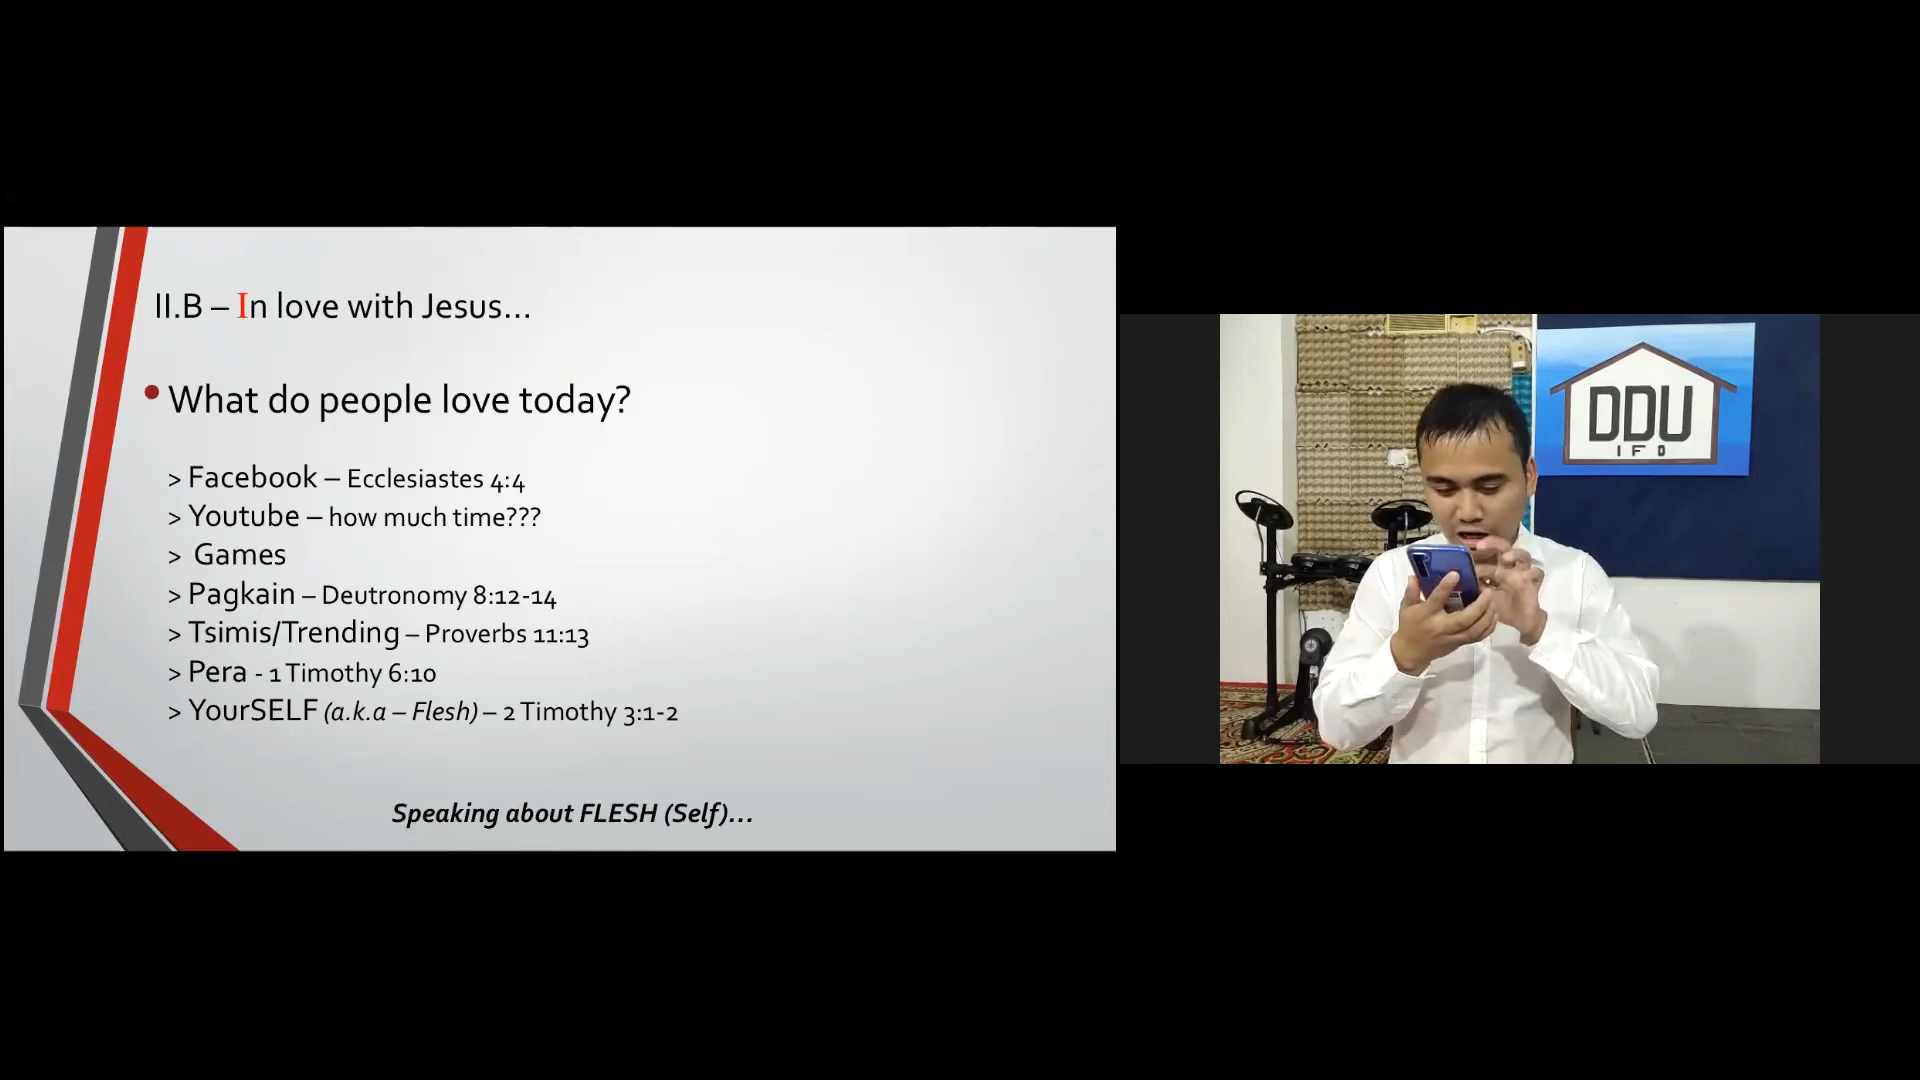 II.B – In love with Jesus...
• What do people love today?
> Facebook – Ecclesiastes 4:4
> Youtube – how much time???
> Games
> Pagkain – Deutronomy 8:12-14
> Tsimis/Trending – Proverbs 11:13
> Pera - 1 Timothy 6:10
> YourSELF (a.k.a – Flesh) – 2 Timothy 3:1-2
Speaking about FLESH (Self)...
DDU
IFD